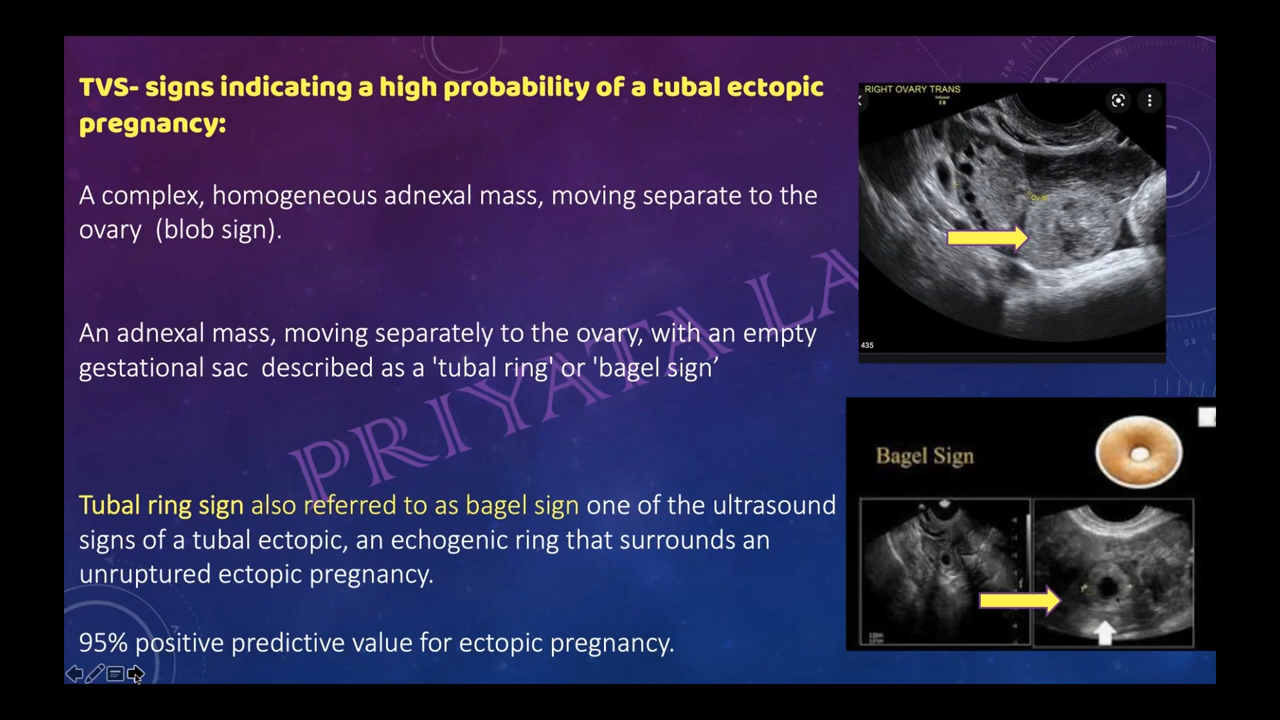 TVS- signs indicating a high probability of a tubal ectopic
pregnancy:
A complex, homogeneous adnexal mass, moving separate to the
ovary (blob sign).
An adnexal mass, moving separately to the ovary, with an empty
gestational sac described as a 'tubal ring' or 'bagel sign’
Tubal ring sign also referred to as bagel sign one of the ultrasound
signs of a tubal ectopic, an echogenic ring that surrounds an
unruptured ectopic pregnancy.
95% positive predictive value for ectopic pregnancy.
PRIYATA LA
RIGHT OVARY TRANS
Volume
435
Bagel Sign